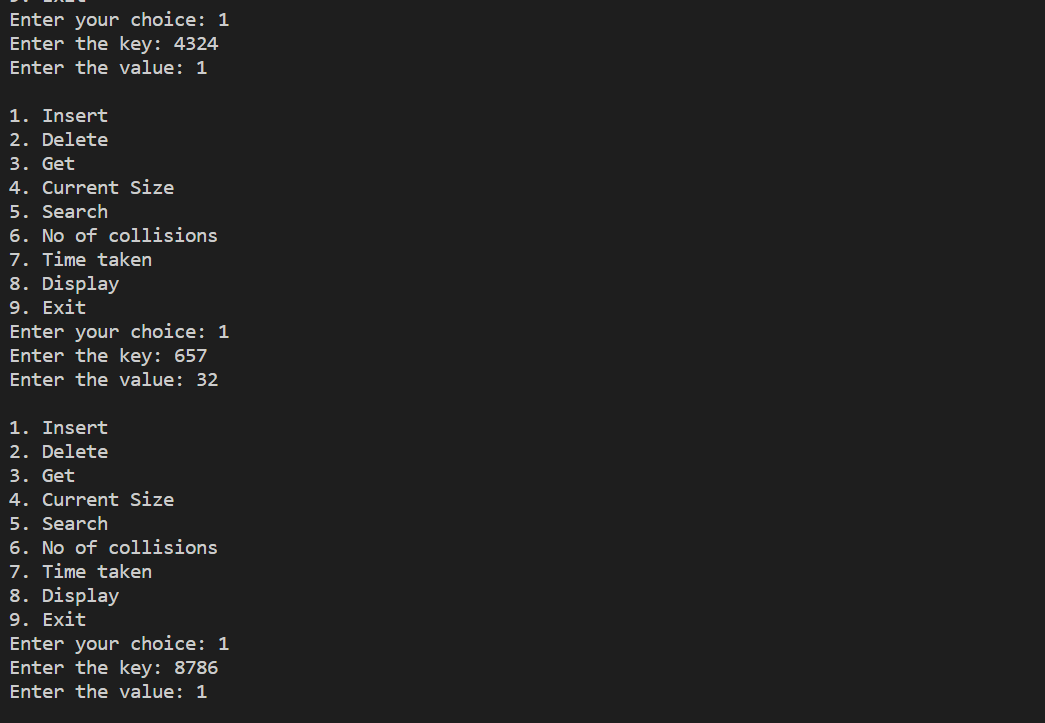 Enter your choice: 1
Enter the key: 4324
Enter the value: 1
1. Insert
2. Delete
3. Get
4. Current Size
5. Search
6. No of collisions
7. Time taken
8. Display
9. Exit
Enter your choice: 1
Enter the key: 657
Enter the value: 32
1. Insert
2. Delete
3. Get
4. Current Size
5. Search
6. No of collisions
7. Time taken
8. Display
9. Exit
Enter your choice: 1
Enter the key: 8786
Enter the value: 1